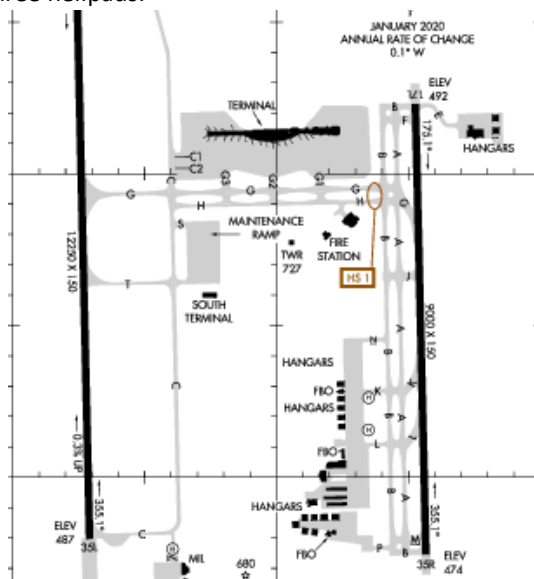 JANUARY 2020
ANNUAL RATE OF CHANGE
0.1° W
ELEV
492
17L
TERMINAL
B
F
E
175.1°
HANGARS
C1
C2
B
A
C
G3
G2
G1
G
G
G
H
H
G
S
MAINTENANCE
RAMP
FIRE
STATION
TWR
727
HS 1
B
A
12250 X 150
T
J
SOUTH
TERMINAL
9000 X 150
A
N
B
HANGARS
C
FBO
HANGARS
K
K
H
B
A
H
L
L
FBO
0.3% UP
355.1°
B
A
355.1°
HANGARS
ELEV
487
35L
C
H
MIL
680
FBO
P
B
M
35R
ELEV
474